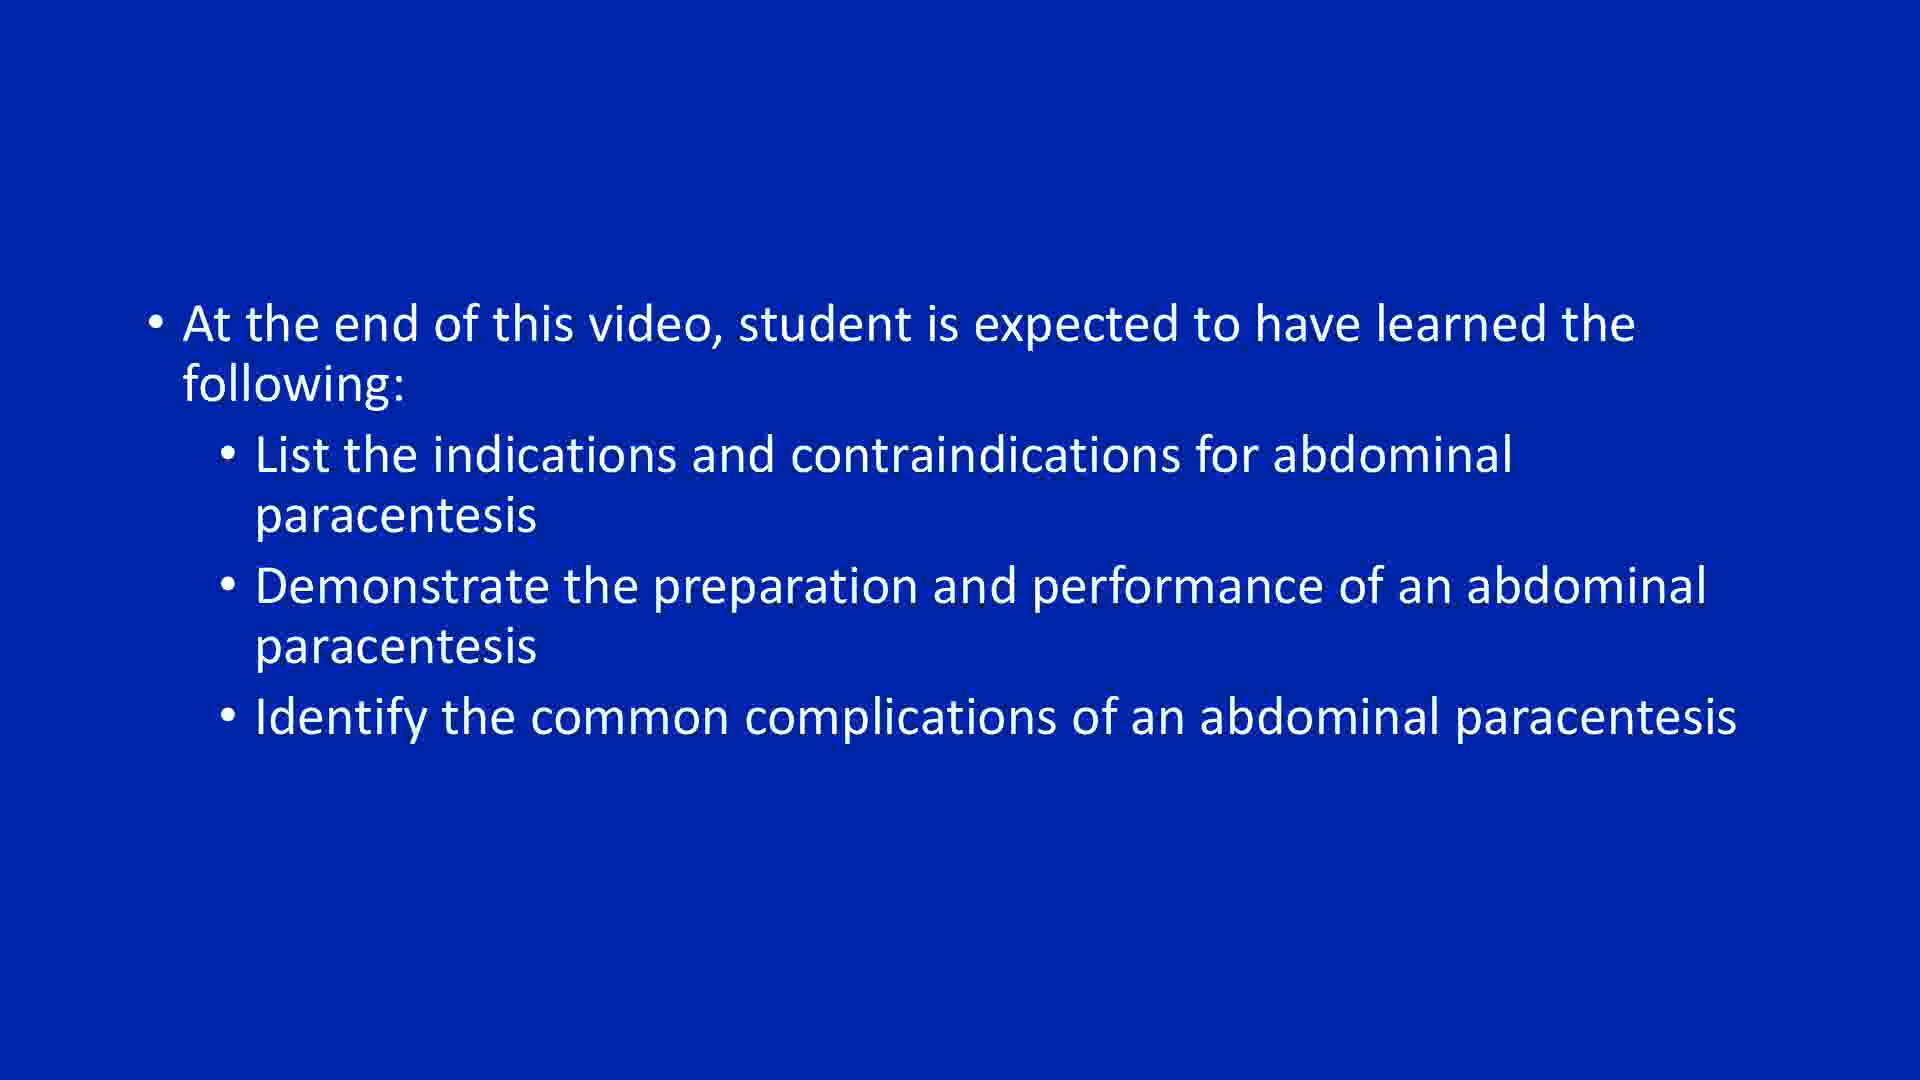 • At the end of this video, student is expected to have learned the
following:
• List the indications and contraindications for abdominal
paracentesis
• Demonstrate the preparation and performance of an abdominal
paracentesis
• Identify the common complications of an abdominal paracentesis